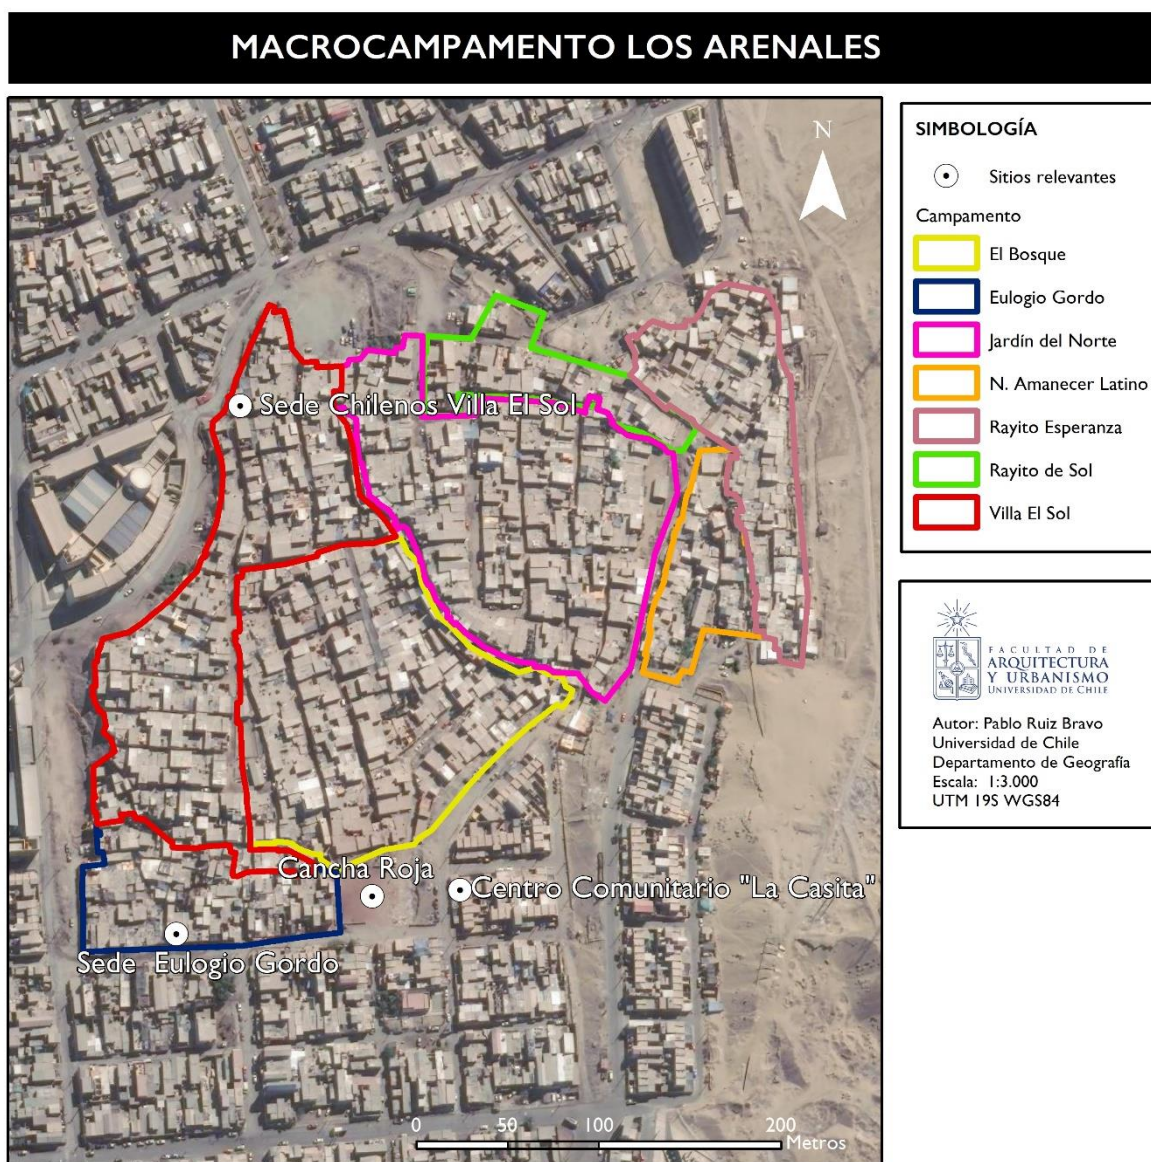 MACROCAMPAMENTO LOS ARENALES
N
Sede Chilenos Villa El Sol
Cancha Roja
Centro Comunitario "La Casita"
Sede Eulogio Gordo
0 50 100 200
Metros
SIMBOLOGÍA
Sitios relevantes
Campamento
El Bosque
Eulogio Gordo
Jardín del Norte
N. Amanecer Latino
Rayito Esperanza
Rayito de Sol
Villa El Sol
FACULTAD DE
ARQUITECTURA
Y URBANISMO
UNIVERSIDAD DE CHILE
Autor: Pablo Ruiz Bravo
Universidad de Chile
Departamento de Geografía
Escala: 1:3.000
UTM 19S WGS84